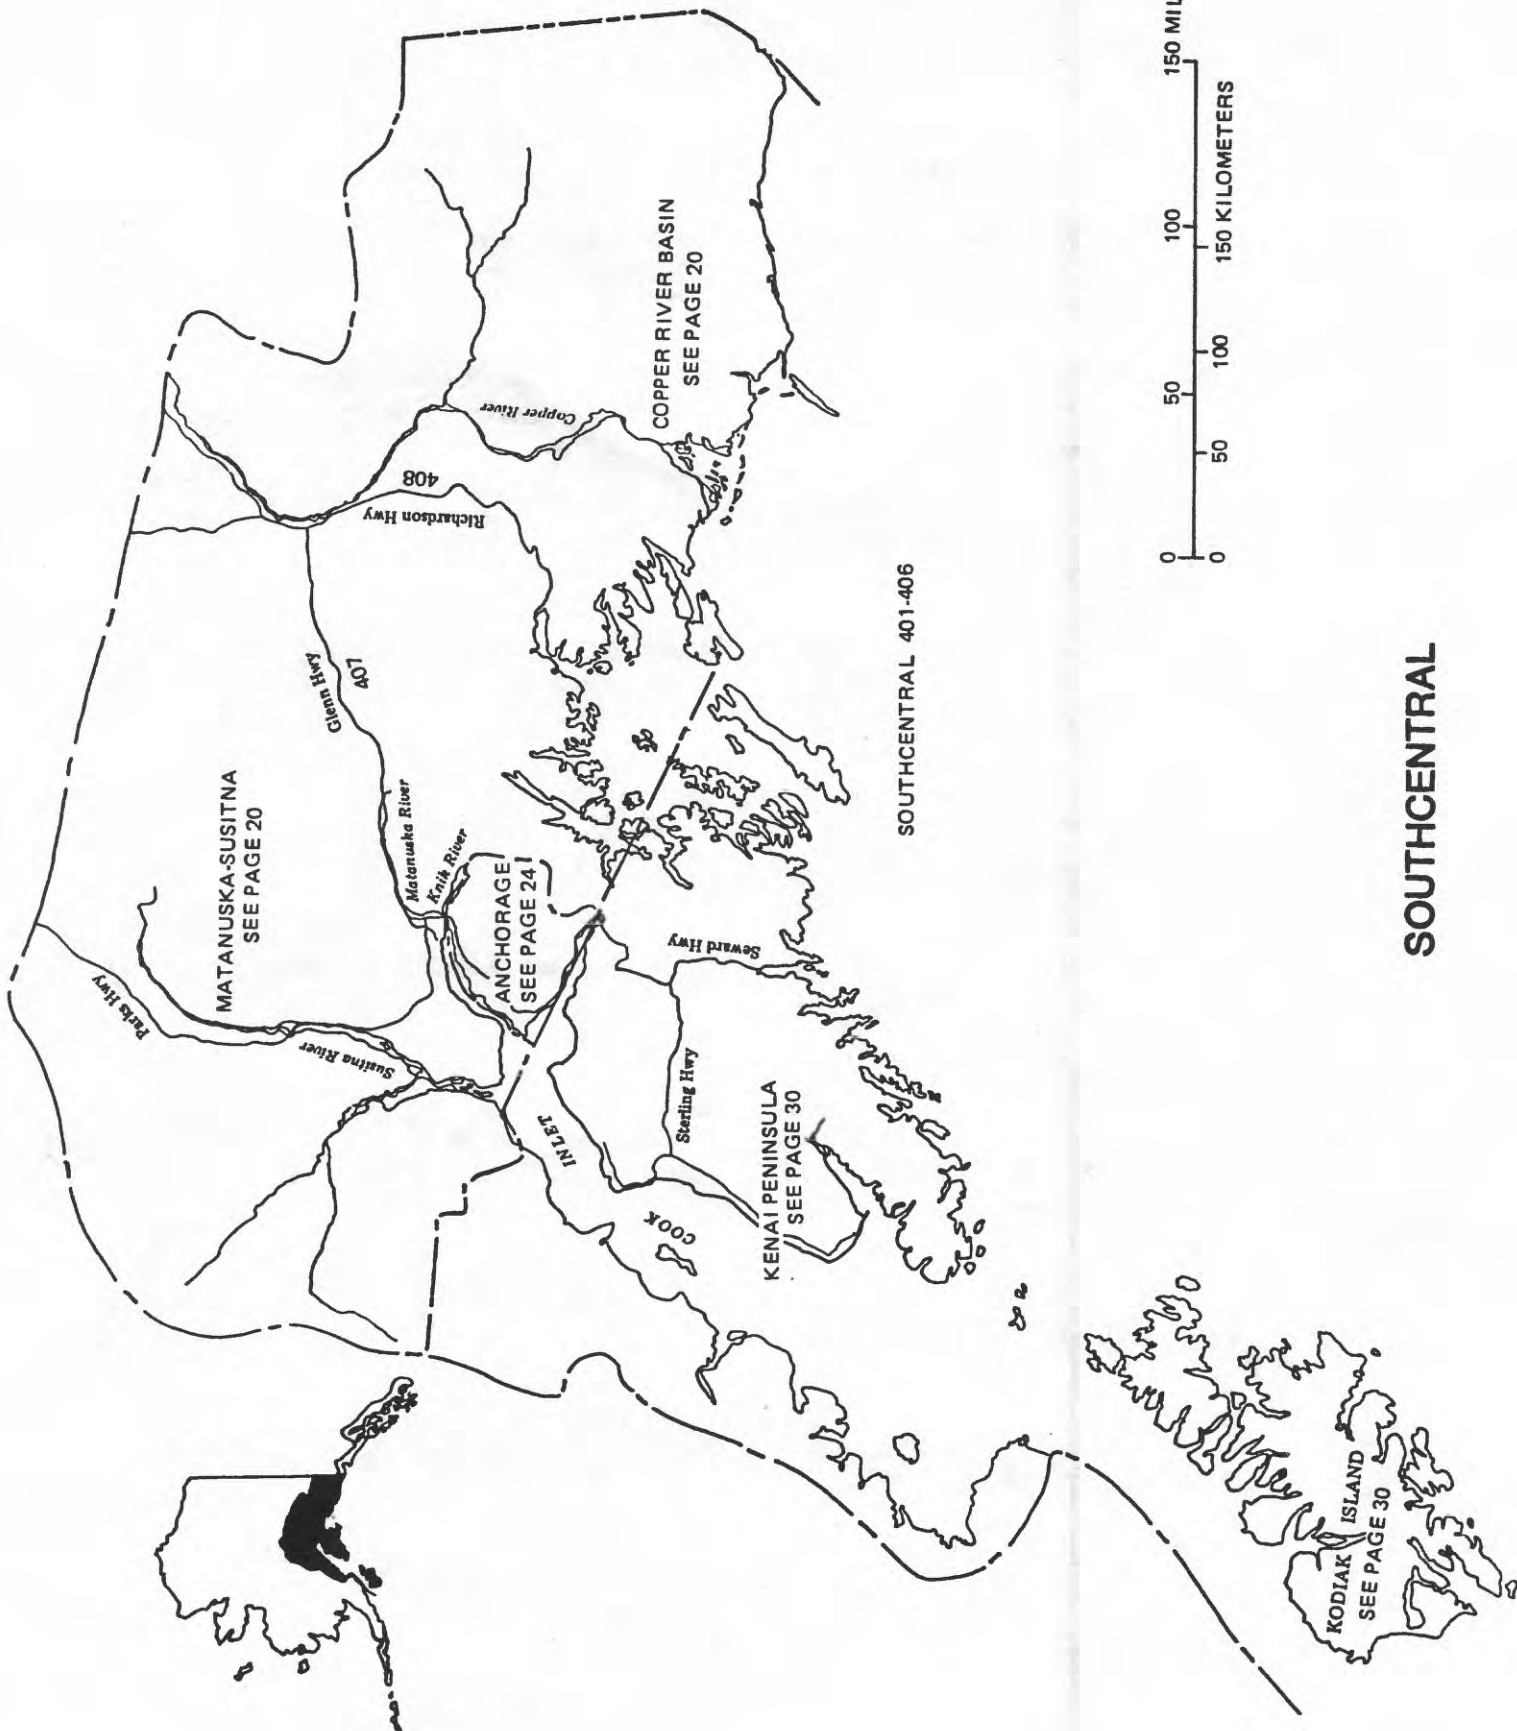 MATANUSKA-SUSITNA
SEE PAGE 20
Parks Hwy
Susitna River
Glenn Hwy
407
Matanuska River
Knik River
ANCHORAGE
SEE PAGE 24
Richardson Hwy
408
Copper River
COPPER RIVER BASIN
SEE PAGE 20
COOK
INLET
Sterling Hwy
Seward Hwy
KENAI PENINSULA
SEE PAGE 30
SOUTHCENTRAL 401-406
KODIAK ISLAND
SEE PAGE 30
0 50 100 150 MIL
0 50 100 150 KILOMETERS
SOUTHCENTRAL